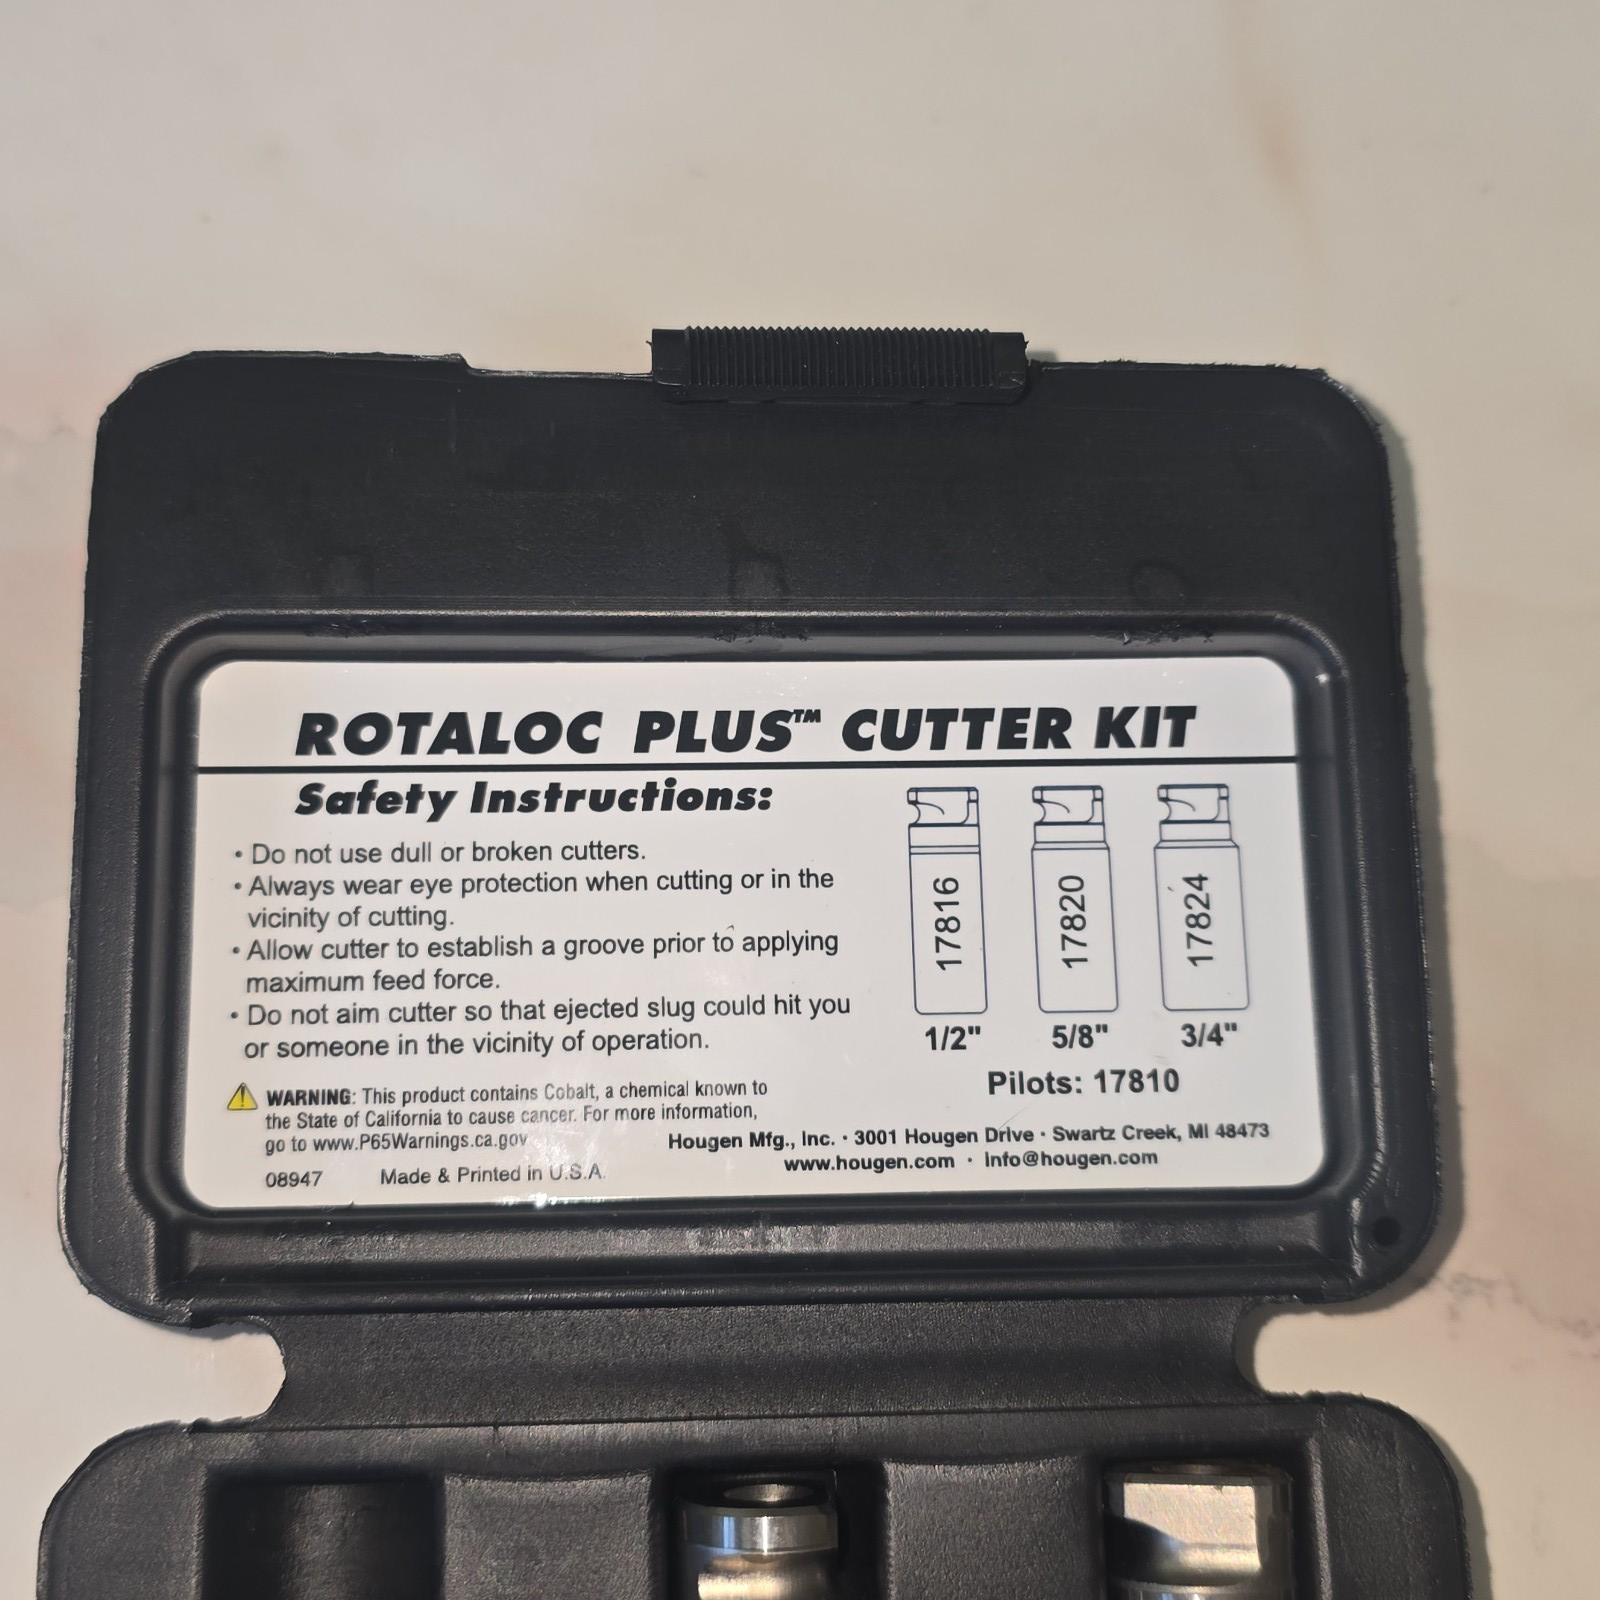 ROTALOC PLUS™ CUTTER KIT
Safety Instructions:
• Do not use dull or broken cutters.
• Always wear eye protection when cutting or in the
vicinity of cutting.
• Allow cutter to establish a groove prior to applying
maximum feed force.
• Do not aim cutter so that ejected slug could hit you
or someone in the vicinity of operation.
17816
17820
17824
1/2"
5/8"
3/4"
Pilots: 17810
WARNING: This product contains Cobalt, a chemical known to
the State of California to cause cancer. For more information,
go to www.P65Warnings.ca.gov
Hougen Mfg., Inc. • 3001 Hougen Drive • Swartz Creek, MI 48473
www.hougen.com • Info@hougen.com
08947 Made & Printed in U.S.A.